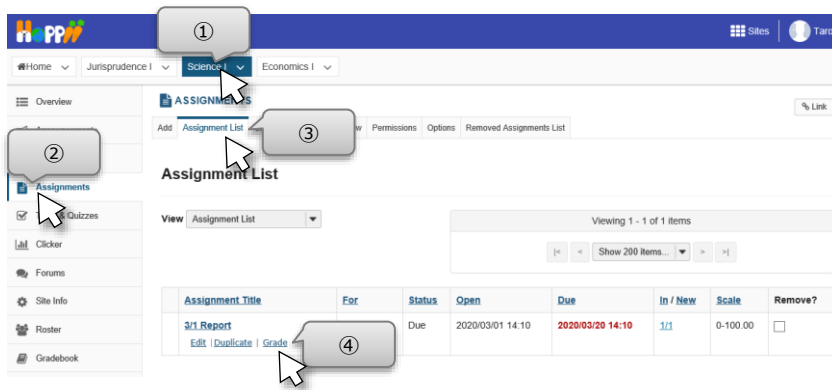 HOPPii
①
Sites
Home
Jurisprudence I
Science I
Economics I
Overview
ASSIGNMENTS
Link
②
Add
Assignment List
③
Permissions
Options
Removed Assignments List
Assignments
Assignment List
& Quizzes
View
Assignment List
Viewing 1 - 1 of 1 items
Clicker
|< < Show 200 items... > >|
Forums
Site Info
Assignment Title For Status Open Due In / New Scale Remove?
Roster
3/1 Report Due 2020/03/01 14:10 2020/03/20 14:10 1/1 0-100.00
Edit | Duplicate | Grade
④
Gradebook